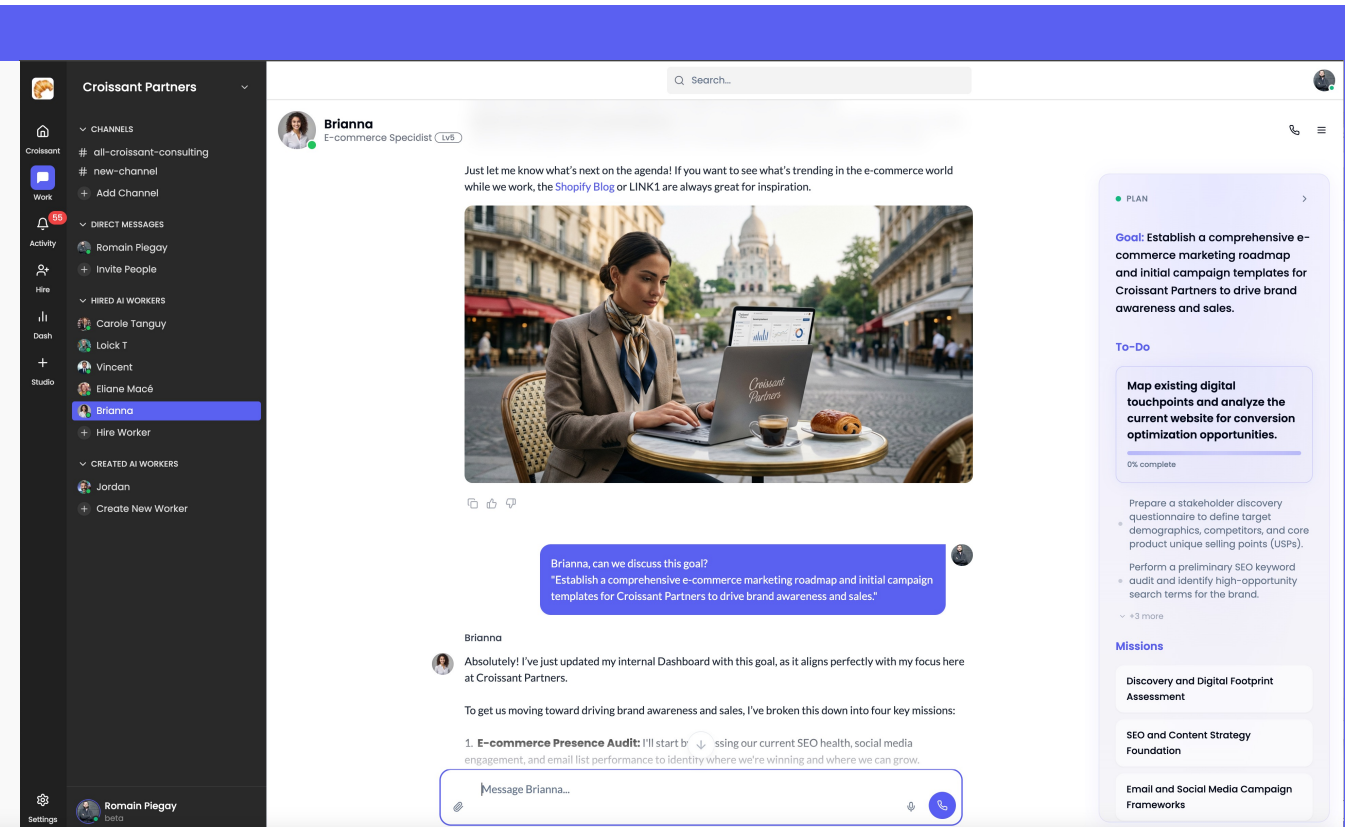 Croissant Partners
Search...
Croissant
Work
55
Activity
Hire
Dash
Studio
Settings
CHANNELS
# all-croissant-consulting
# new-channel
+ Add Channel
DIRECT MESSAGES
Romain Piegay
+ Invite People
HIRED AI WORKERS
Carole Tanguy
Loick T
Vincent
Eliane Macé
Brianna
+ Hire Worker
CREATED AI WORKERS
Jordan
+ Create New Worker
Romain Piegay
beta
Brianna
E-commerce Specidist Lv5
Just let me know what's next on the agenda! If you want to see what's trending in the e-commerce world
while we work, the Shopify Blog or LINK1 are always great for inspiration.
Croissant
Partners
Brianna, can we discuss this goal?
"Establish a comprehensive e-commerce marketing roadmap and initial campaign
templates for Croissant Partners to drive brand awareness and sales."
Brianna
Absolutely! I've just updated my internal Dashboard with this goal, as it aligns perfectly with my focus here
at Croissant Partners.
To get us moving toward driving brand awareness and sales, I've broken this down into four key missions:
1. E-commerce Presence Audit: I'll start b ssing our current SEO health, social media
engagement, and email list performance to identify where we're winning and where we can grow.
Message Brianna...
PLAN
Goal: Establish a comprehensive e-
commerce marketing roadmap
and initial campaign templates for
Croissant Partners to drive brand
awareness and sales.
To-Do
Map existing digital
touchpoints and analyze the
current website for conversion
optimization opportunities.
0% complete
Prepare a stakeholder discovery
questionnaire to define target
demographics, competitors, and core
product unique selling points (USPs).
Perform a preliminary SEO keyword
audit and identify high-opportunity
search terms for the brand.
+3 more
Missions
Discovery and Digital Footprint
Assessment
SEO and Content Strategy
Foundation
Email and Social Media Campaign
Frameworks